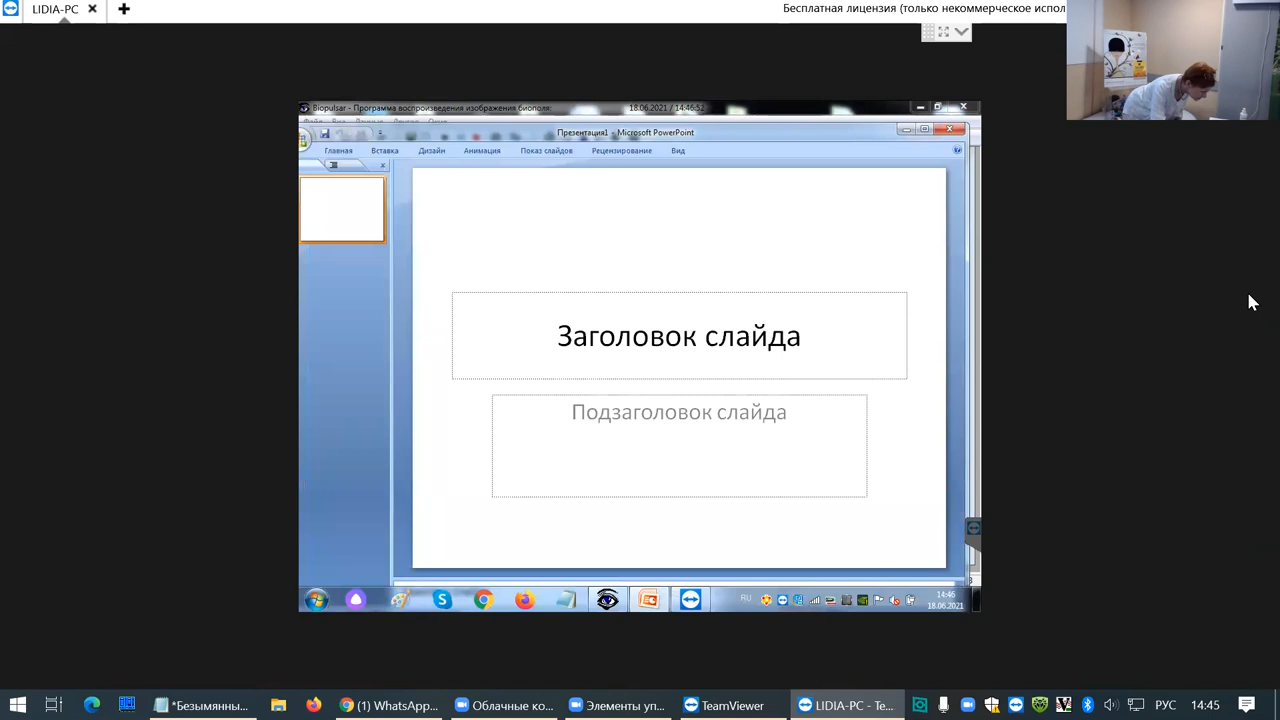 LIDIA-PC
Бесплатная лицензия (только некоммерческое испол
Biopulsar - Программа воспроизведения изображения биополя:
18.06.2021 / 14:46:52
Презентация1 - Microsoft PowerPoint
Главная Вставка Дизайн Анимация Показ слайдов Рецензирование Вид
Заголовок слайда
Подзаголовок слайда
RU
14:46
18.06.2021
*Безымянны...
(1) WhatsApp...
Облачные ко...
Элементы уп...
TeamViewer
LIDIA-PC - Te...
РУС
14:45